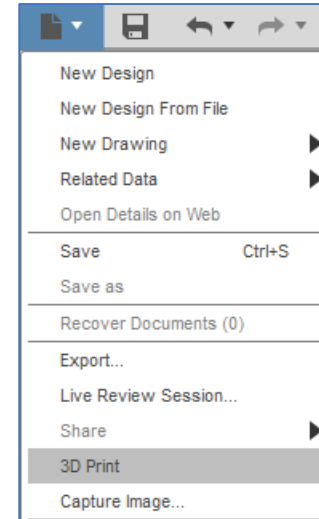 New Design
New Design From File
New Drawing
Related Data
Open Details on Web
Save Ctrl+S
Save as
Recover Documents (0)
Export...
Live Review Session...
Share
3D Print
Capture Image...